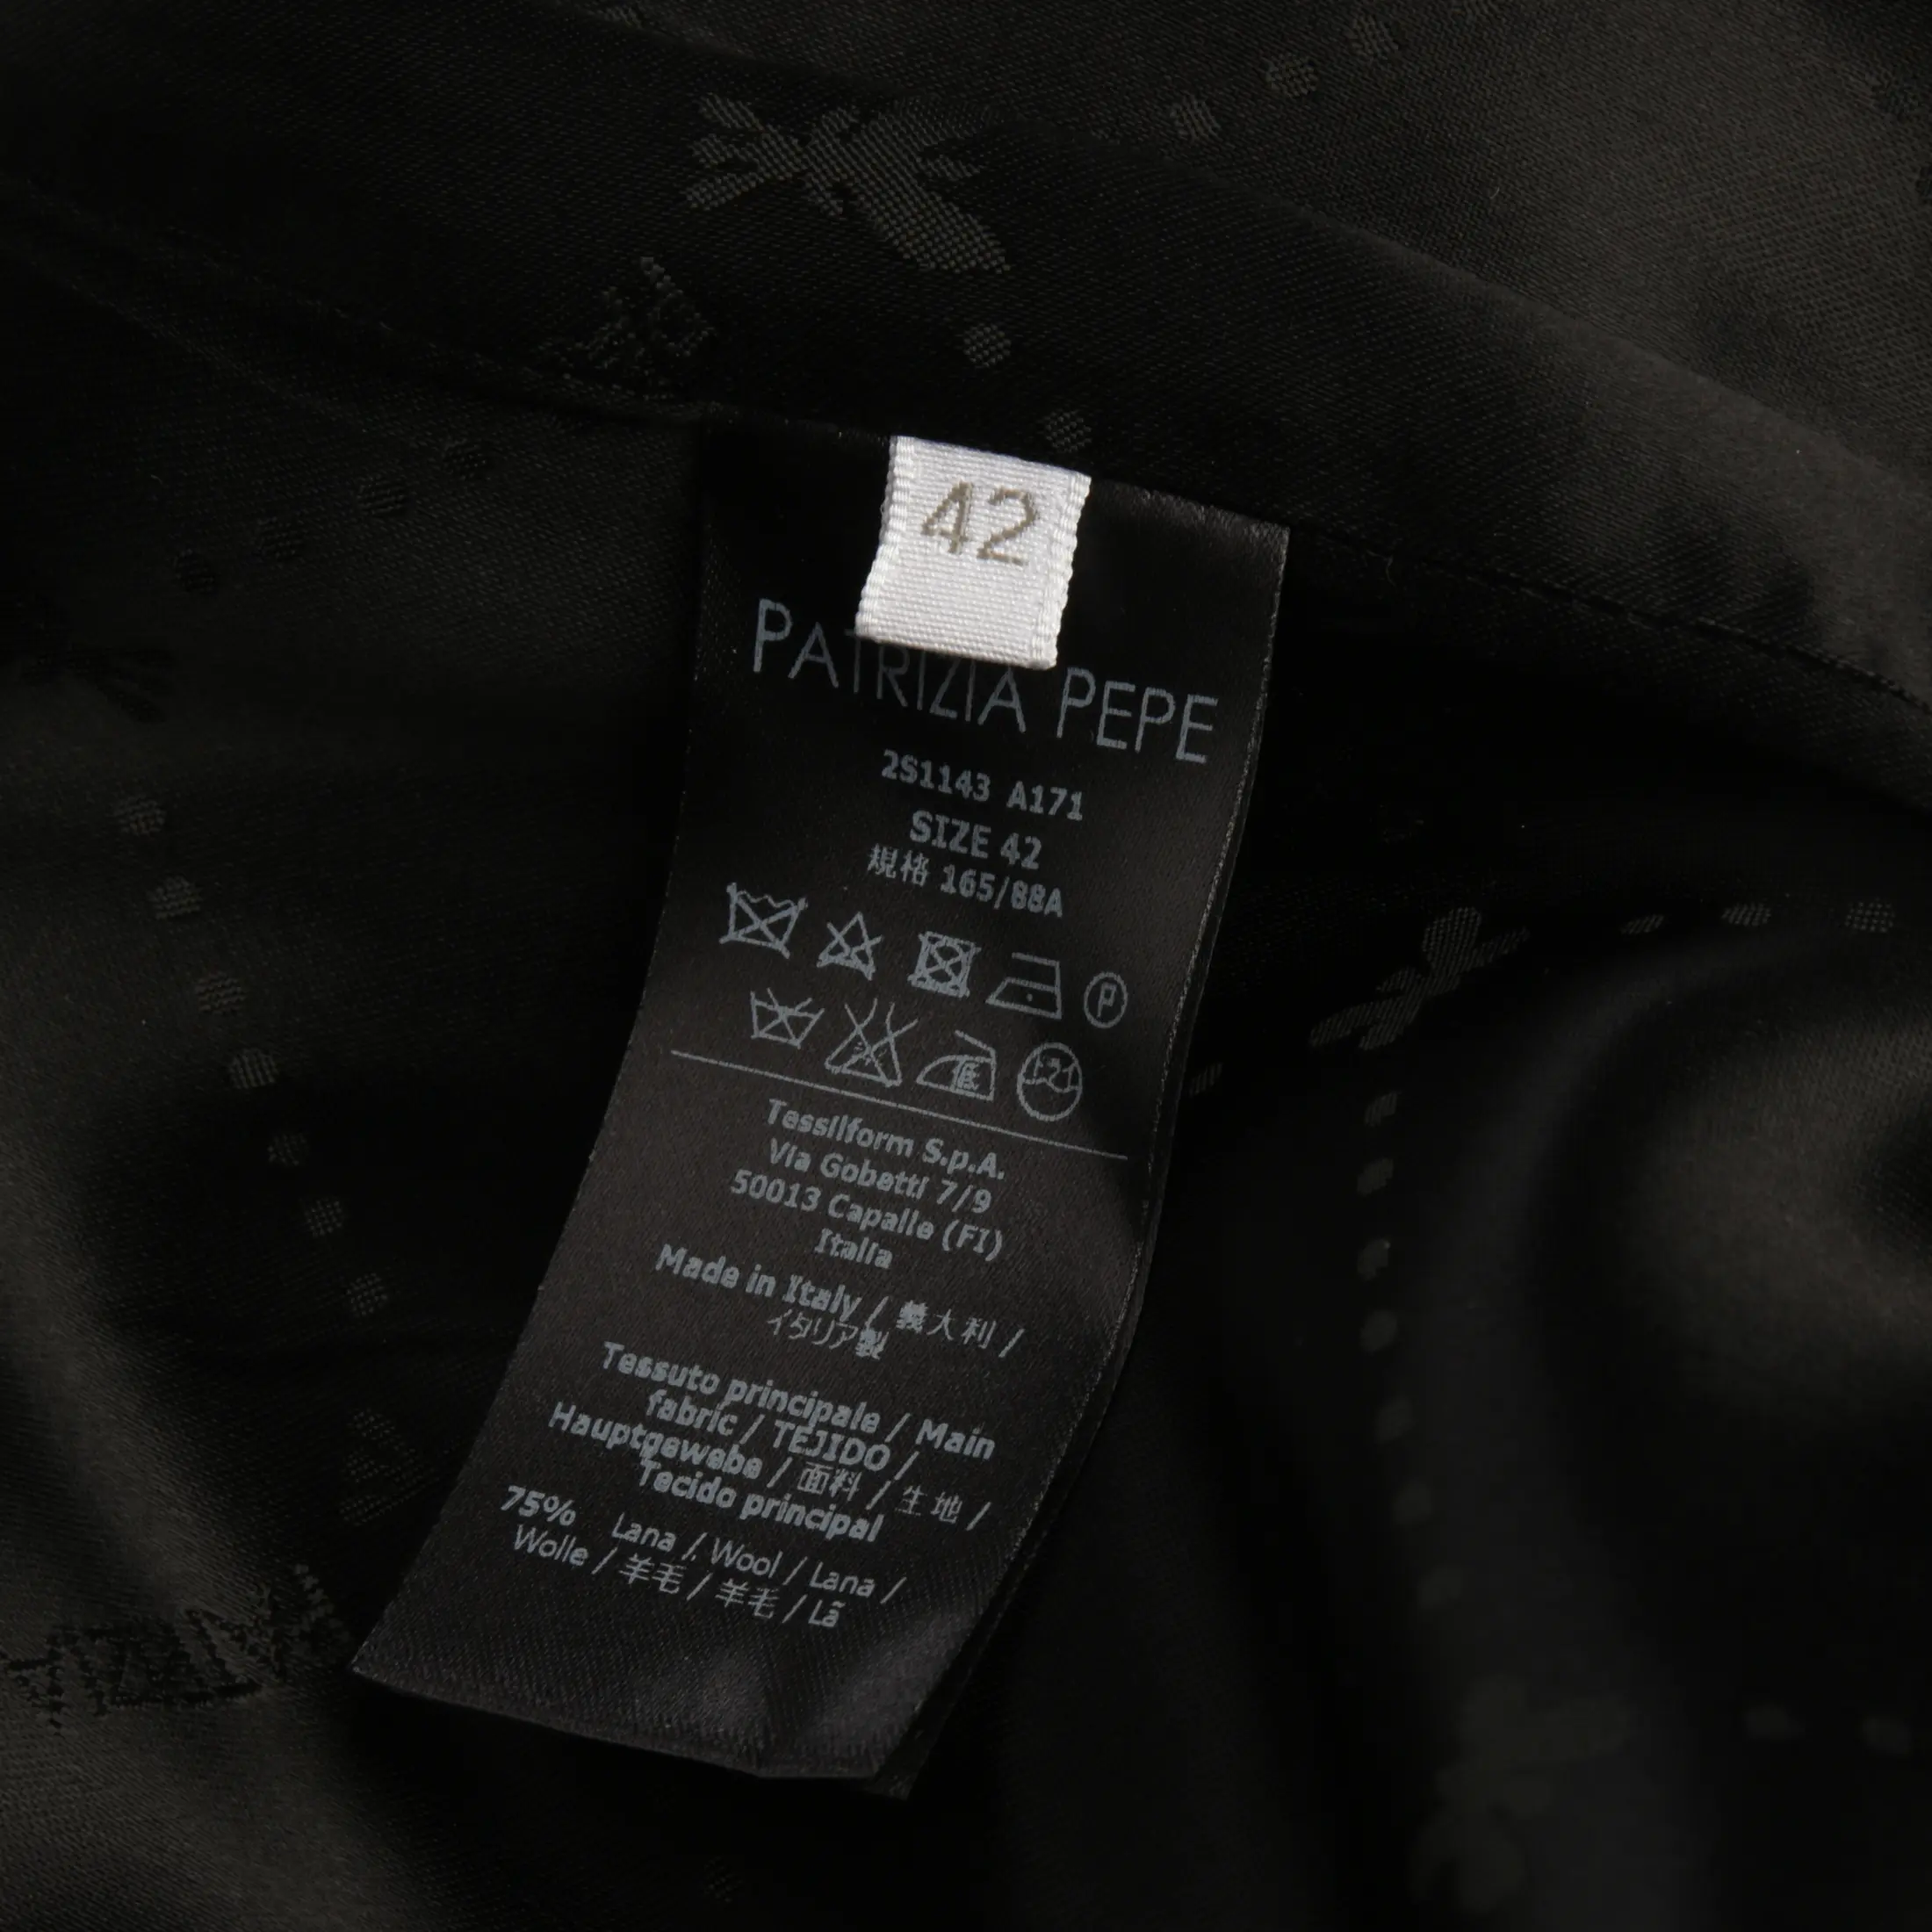 42
PATRIZIA PEPE
2S1143 A171
SIZE 42
規格 165/88A
P
低
Tessilform S.p.A.
Via Gobetti 7/9
50013 Capalle (FI)
Italia
Made in Italy / 義大利 /
イタリア製
Tessuto principale / Main
fabric / TEJIDO /
Hauptgewebe / 面料 / 生地 /
Tecido principal
75% Lana / Wool / Lana /
Wolle / 羊毛 / 羊毛 / Lã